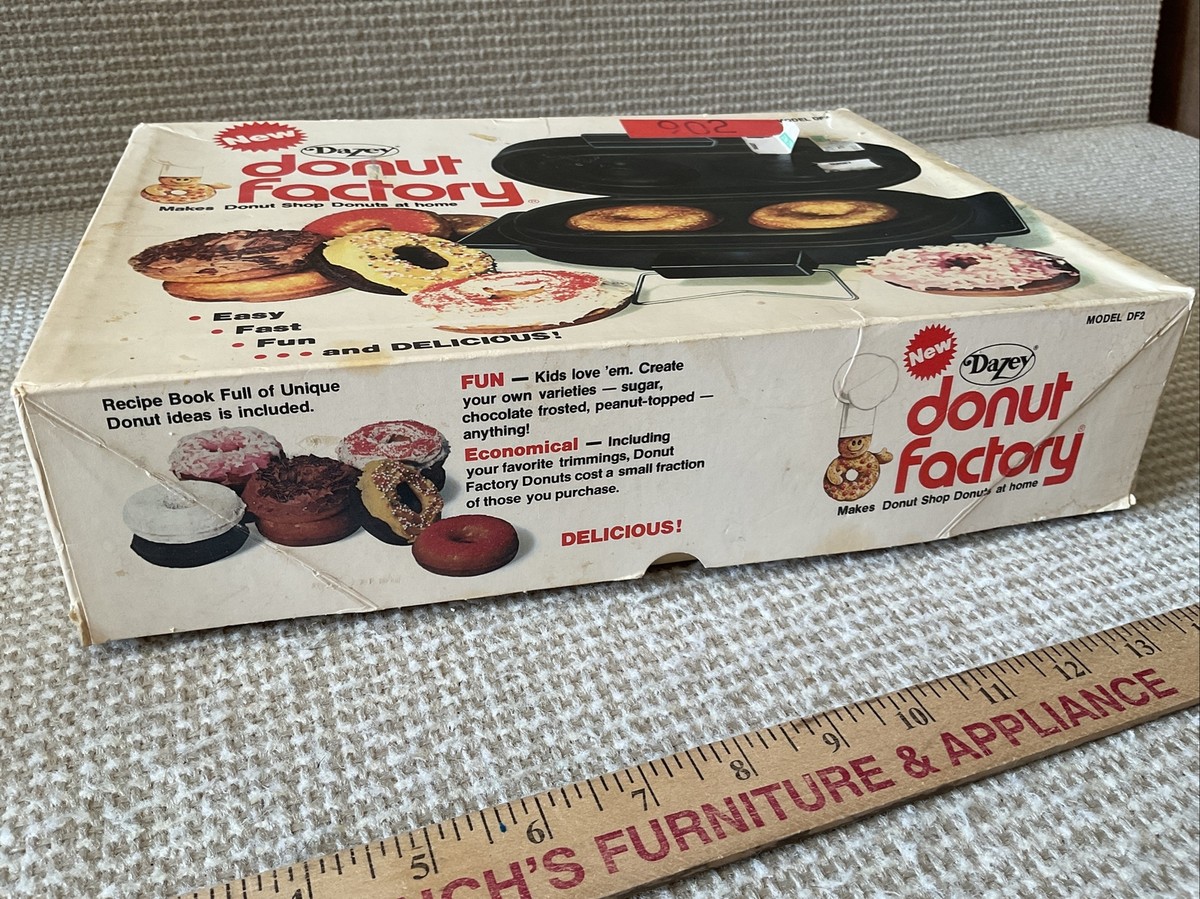 New
Dazey
donut
factory®
Makes Donut Shop Donuts at home
902
MODEL DF
• Easy
• Fast
• Fun
• • • and DELICIOUS!
Recipe Book Full of Unique
Donut ideas is included.
FUN — Kids love 'em. Create
your own varieties — sugar,
chocolate frosted, peanut-topped —
anything!
Economical — Including
your favorite trimmings, Donut
Factory Donuts cost a small fraction
of those you purchase.
DELICIOUS!
MODEL DF2
New
Dazey®
donut
factory®
Makes Donut Shop Donuts at home
4 5 6 7 8 9 10 11 12 13
NCH'S FURNITURE & APPLIANCE